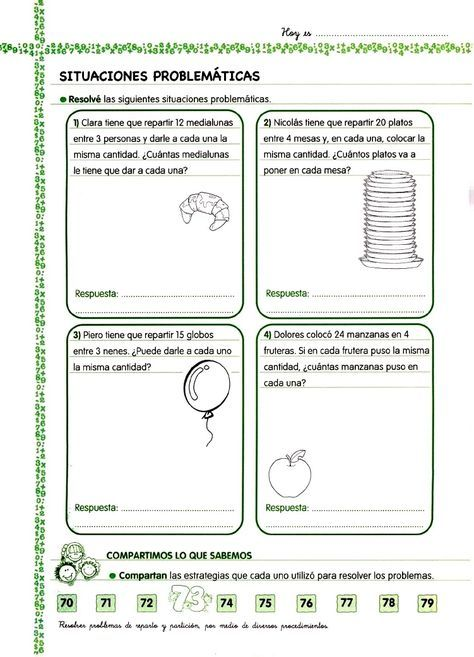 Hoy es
SITUACIONES PROBLEMÁTICAS
● Resolvé las siguientes situaciones problemáticas.
1) Clara tiene que repartir 12 medialunas
entre 3 personas y darle a cada una la
misma cantidad. ¿Cuántas medialunas
le tiene que dar a cada una?
Respuesta:
2) Nicolás tiene que repartir 20 platos
entre 4 mesas y, en cada una, colocar la
misma cantidad. ¿Cuántos platos va a
poner en cada mesa?
Respuesta:
3) Piero tiene que repartir 15 globos
entre 3 nenes. ¿Puede darle a cada uno
la misma cantidad?
Respuesta:
4) Dolores colocó 24 manzanas en 4
fruteras. Si en cada frutera puso la misma
cantidad, ¿cuántas manzanas puso en
cada una?
Respuesta:
COMPARTIMOS LO QUE SABEMOS
● Compartan las estrategias que cada uno utilizó para resolver los problemas.
70 71 72 73 74 75 76 77 78 79
Resolver problemas de reparto y partición, por medio de diversos procedimientos.